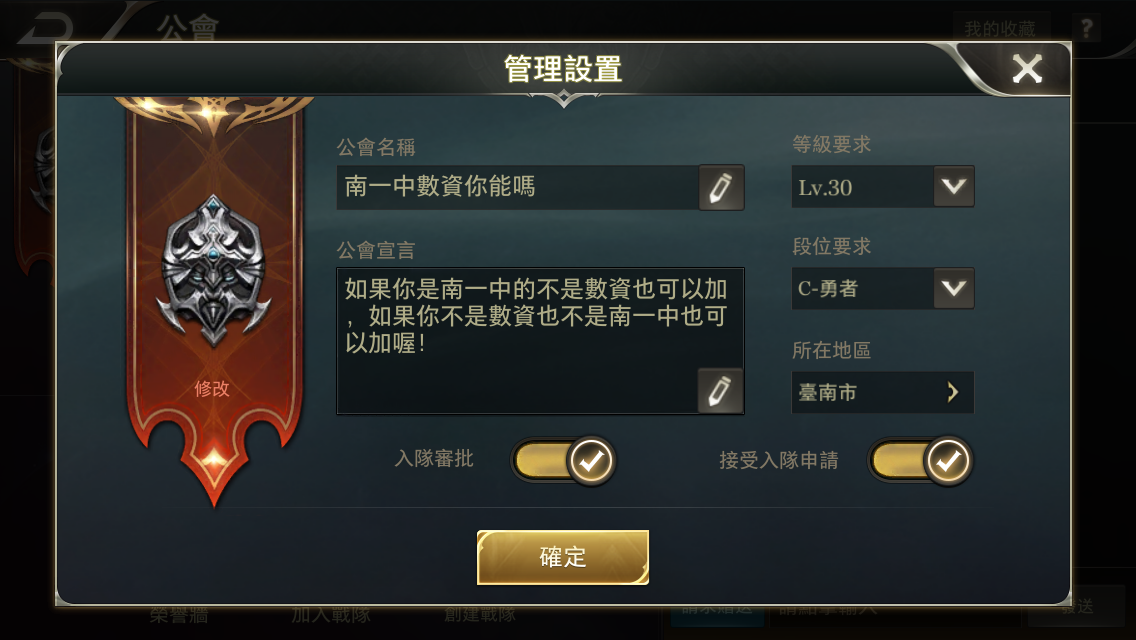 公會
我的收藏
?
管理設置
公會名稱
南一中數資你能嗎
等級要求
Lv.30
公會宣言
如果你是南一中的不是數資也可以加
，如果你不是數資也不是南一中也可
以加喔！
段位要求
C-勇者
所在地區
臺南市
修改
入隊審批
接受入隊申請
確定
榮譽牆
加入戰隊
創建戰隊